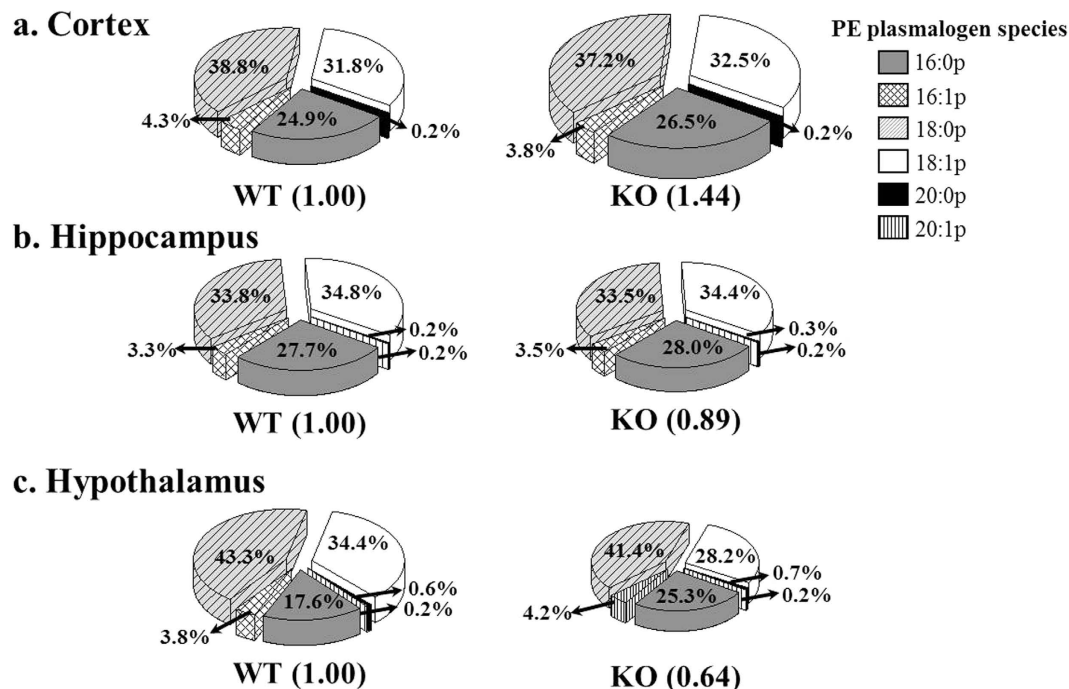 a. Cortex
PE plasmalogen species
16:0p
16:1p
18:0p
18:1p
20:0p
20:1p
38.8%
31.8%
4.3%
24.9%
0.2%
WT (1.00)
37.2%
32.5%
3.8%
26.5%
0.2%
KO (1.44)
b. Hippocampus
33.8%
34.8%
0.2%
3.3%
27.7%
0.2%
WT (1.00)
33.5%
34.4%
0.3%
3.5%
28.0%
0.2%
KO (0.89)
c. Hypothalamus
43.3%
34.4%
0.6%
17.6%
0.2%
3.8%
WT (1.00)
41.4%
28.2%
0.7%
4.2%
25.3%
0.2%
KO (0.64)